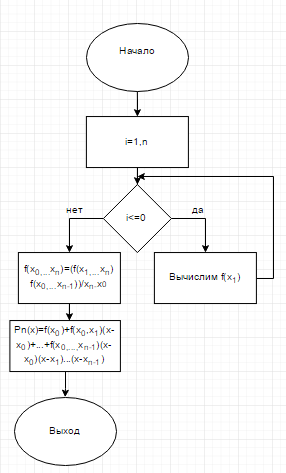 Начало
i=1,n
i<=0
нет
да
f(x₀,...xₙ)=(f(x₁,...xₙ)
f(x₀,...xₙ₋₁))/xₙ-x0
Вычислим f(x₁)
Pn(x)=f(x₀)+f(x₀,x₁)(x-
x₀)+...+f(x₀,...,xₙ₋₁)(x-
x₀)(x-x₁)...(x-xₙ₋₁)
Выход